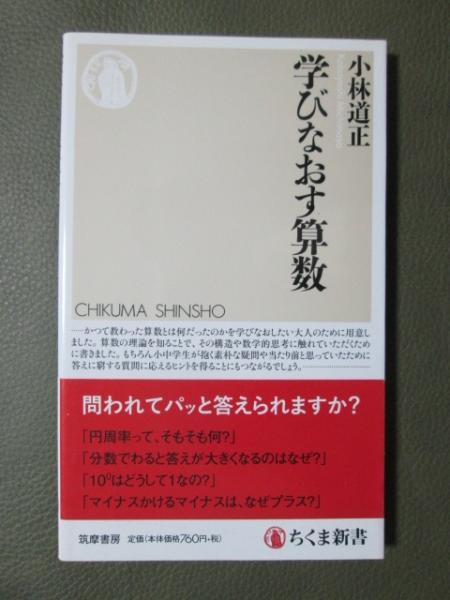 小林道正
Kobayashi Michimasa
学びなおす算数
CHIKUMA SHINSHO
……かつて教わった算数とは何だったのかを学びなおしたい大人のために用意し
ました。算数の理論を知ることで、その構造や数学的思考に触れていただくため
に書きました。もちろん小中学生が抱く素朴な疑問や当たり前と思っていたために
答えに窮する質問に応えるヒントを得ることにもつながるでしょう。……………
問われてパッと答えられますか?
「円周率って、そもそも何?」
「分数でわると答えが大きくなるのはなぜ?」
「10⁰はどうして1なの?」
「マイナスかけるマイナスは、なぜプラス?」
筑摩書房 定価(本体価格760円+税) ちくま新書